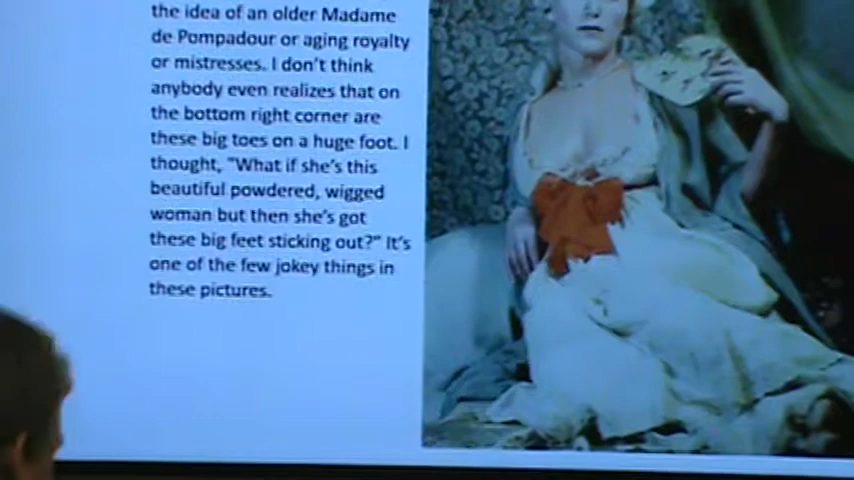 the idea of an older Madame
de Pompadour or aging royalty
or mistresses. I don't think
anybody even realizes that on
the bottom right corner are
these big toes on a huge foot. I
thought, "What if she's this
beautiful powdered, wigged
woman but then she's got
these big feet sticking out?" It's
one of the few jokey things in
these pictures.